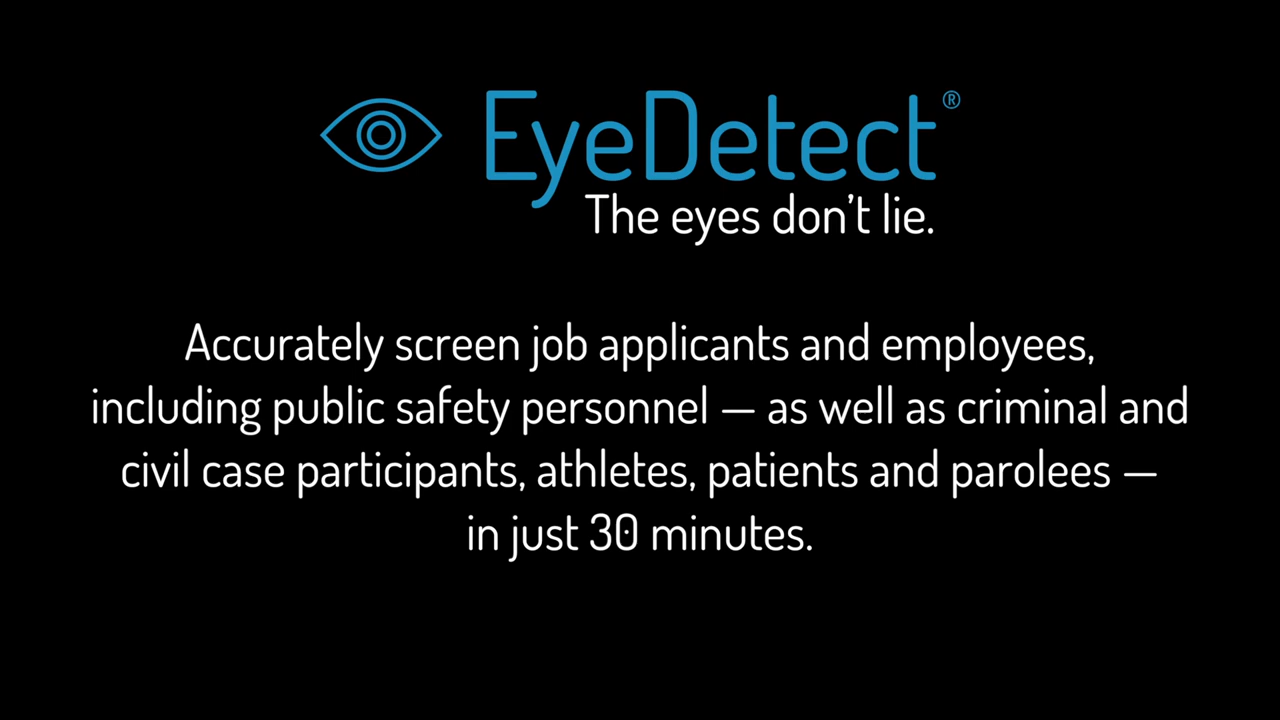 EyeDetect®
The eyes don’t lie.
Accurately screen job applicants and employees,
including public safety personnel — as well as criminal and
civil case participants, athletes, patients and parolees —
in just 30 minutes.